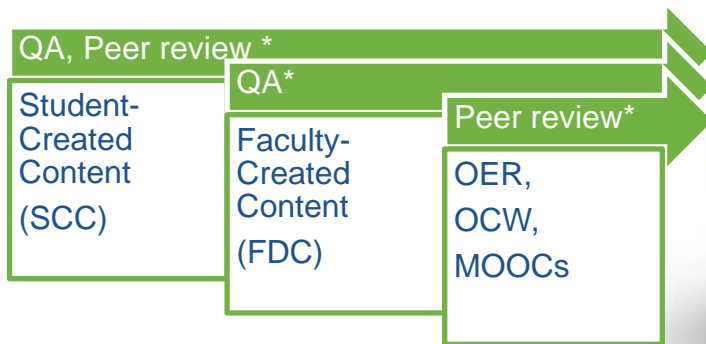 QA, Peer review *
Student-
Created
Content
(SCC)
QA*
Faculty-
Created
Content
(FDC)
Peer review*
OER,
OCW,
MOOCs